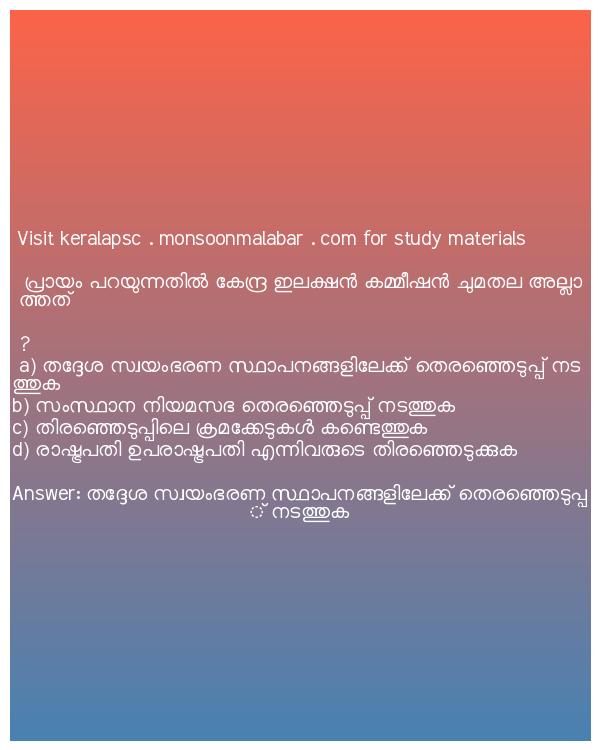 Visit keralapsc . monsoonmalabar . com for study materials
പ്രായം പറയുന്നതിൽ കേന്ദ്ര ഇലക്ഷൻ കമ്മീഷൻ ചുമതല അല്ലാ
ത്തത്
?
a) തദ്ദേശ സ്വയംഭരണ സ്ഥാപനങ്ങളിലേക്ക് തെരഞ്ഞെടുപ്പ് നട
ത്തുക
b) സംസ്ഥാന നിയമസഭ തെരഞ്ഞെടുപ്പ് നടത്തുക
c) തിരഞ്ഞെടുപ്പിലെ ക്രമക്കേടുകൾ കണ്ടെത്തുക
d) രാഷ്ട്രപതി ഉപരാഷ്ട്രപതി എന്നിവരുടെ തിരഞ്ഞെടുക്കുക
Answer: തദ്ദേശ സ്വയംഭരണ സ്ഥാപനങ്ങളിലേക്ക് തെരഞ്ഞെടുപ്പ
് നടത്തുക